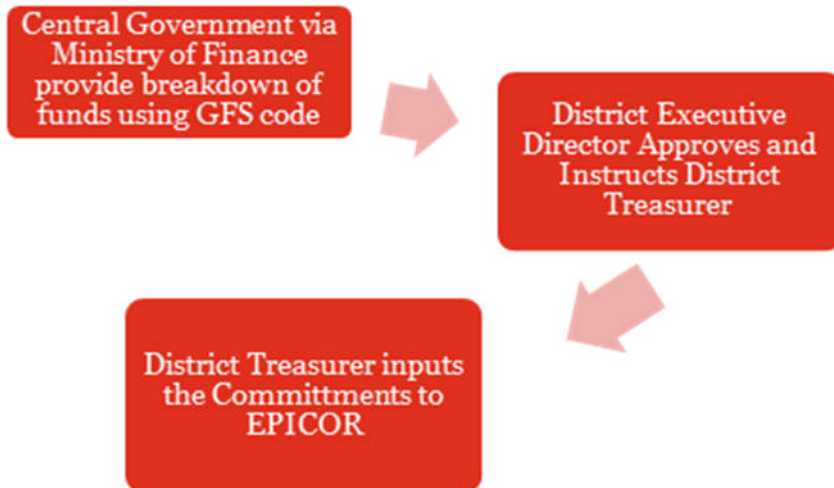 Central Government via
Ministry of Finance
provide breakdown of
funds using GFS code
District Executive
Director Approves and
Instructs District
Treasurer
District Treasurer inputs
the Committments to
EPICOR